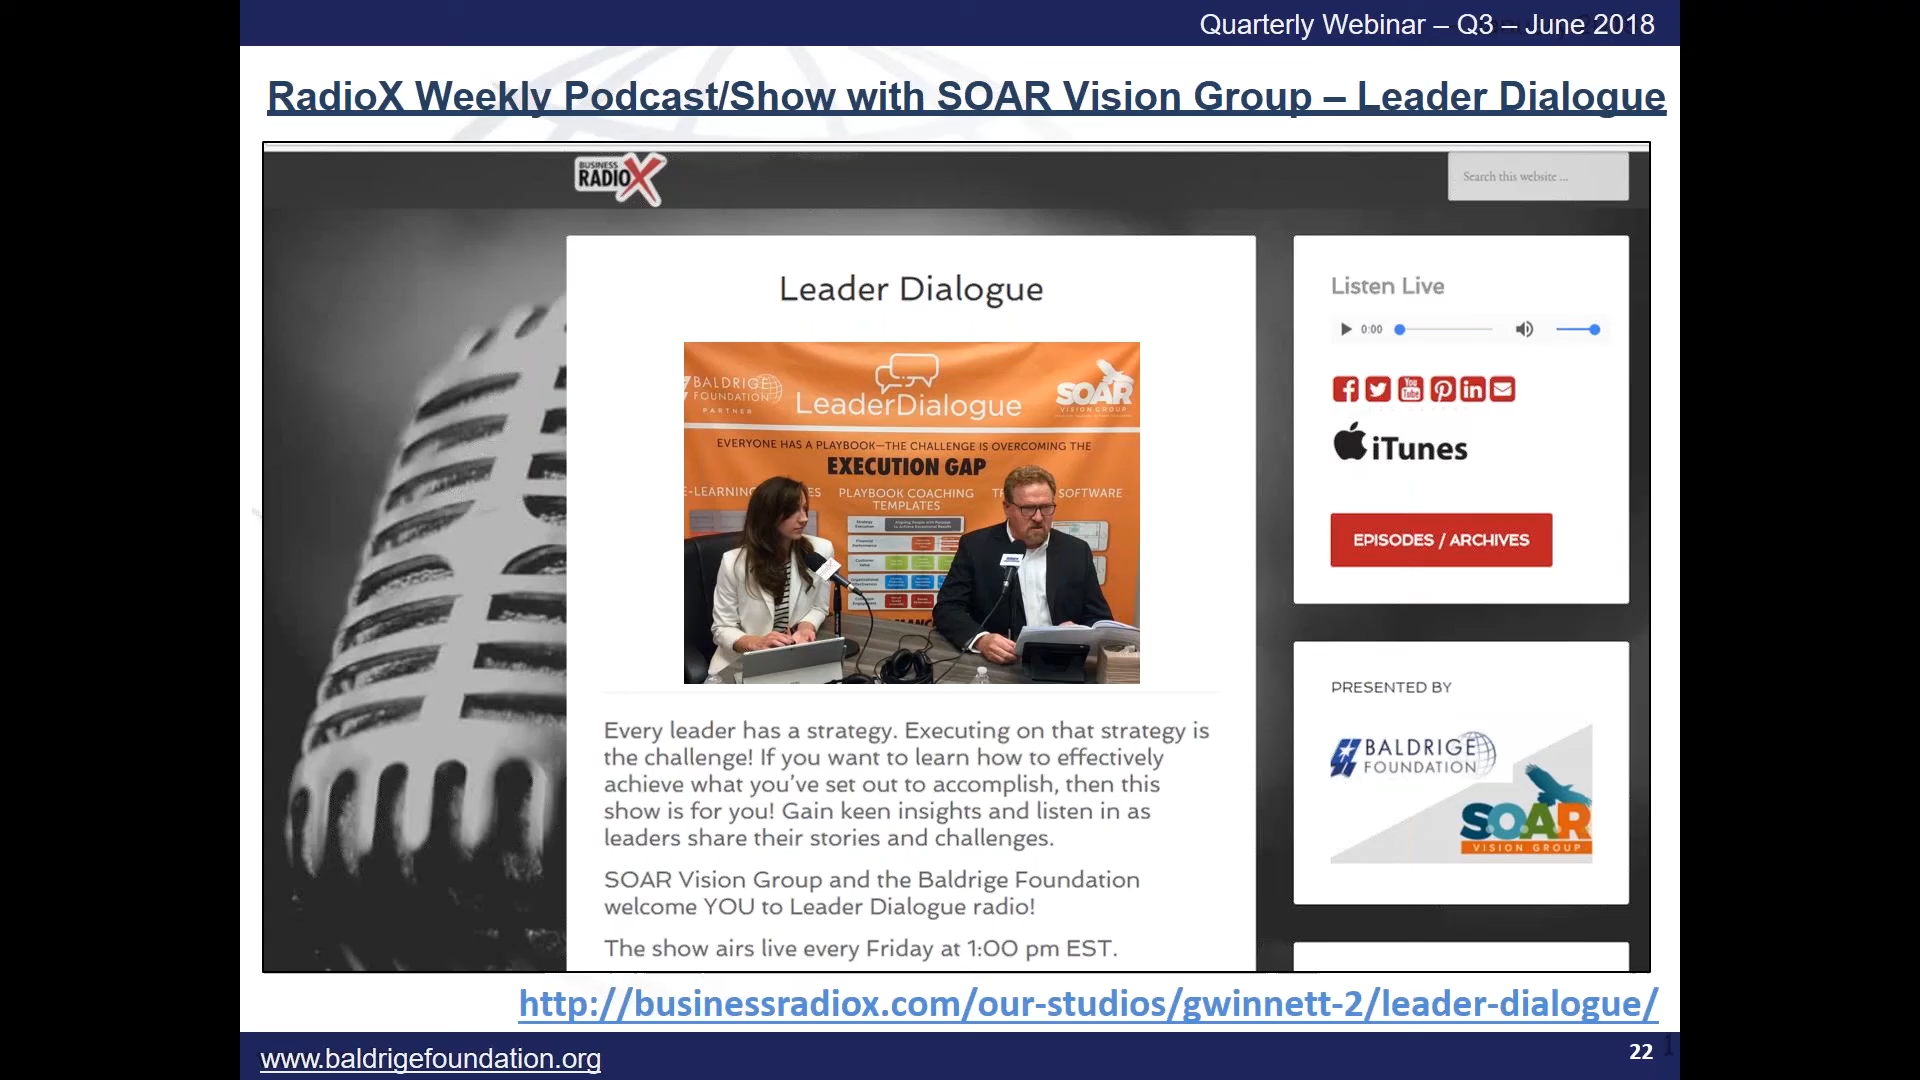 Quarterly Webinar – Q3 – June 2018
RadioX Weekly Podcast/Show with SOAR Vision Group – Leader Dialogue
BUSINESS
RADIOX
Search this website ...
Leader Dialogue
BALDRIGE
FOUNDATION
PARTNER
LeaderDialogue
SOAR
VISION GROUP
EVERYONE HAS A PLAYBOOK—THE CHALLENGE IS OVERCOMING THE
EXECUTION GAP
E-LEARNING
PLAYBOOK COACHING
TEMPLATES
SOFTWARE
Every leader has a strategy. Executing on that strategy is
the challenge! If you want to learn how to effectively
achieve what you’ve set out to accomplish, then this
show is for you! Gain keen insights and listen in as
leaders share their stories and challenges.
SOAR Vision Group and the Baldrige Foundation
welcome YOU to Leader Dialogue radio!
The show airs live every Friday at 1:00 pm EST.
Listen Live
0:00
You
Tube
in
iTunes
EPISODES / ARCHIVES
PRESENTED BY
BALDRIGE
FOUNDATION
S.O.A.R
VISION GROUP
http://businessradiox.com/our-studios/gwinnett-2/leader-dialogue/
www.baldrigefoundation.org
22